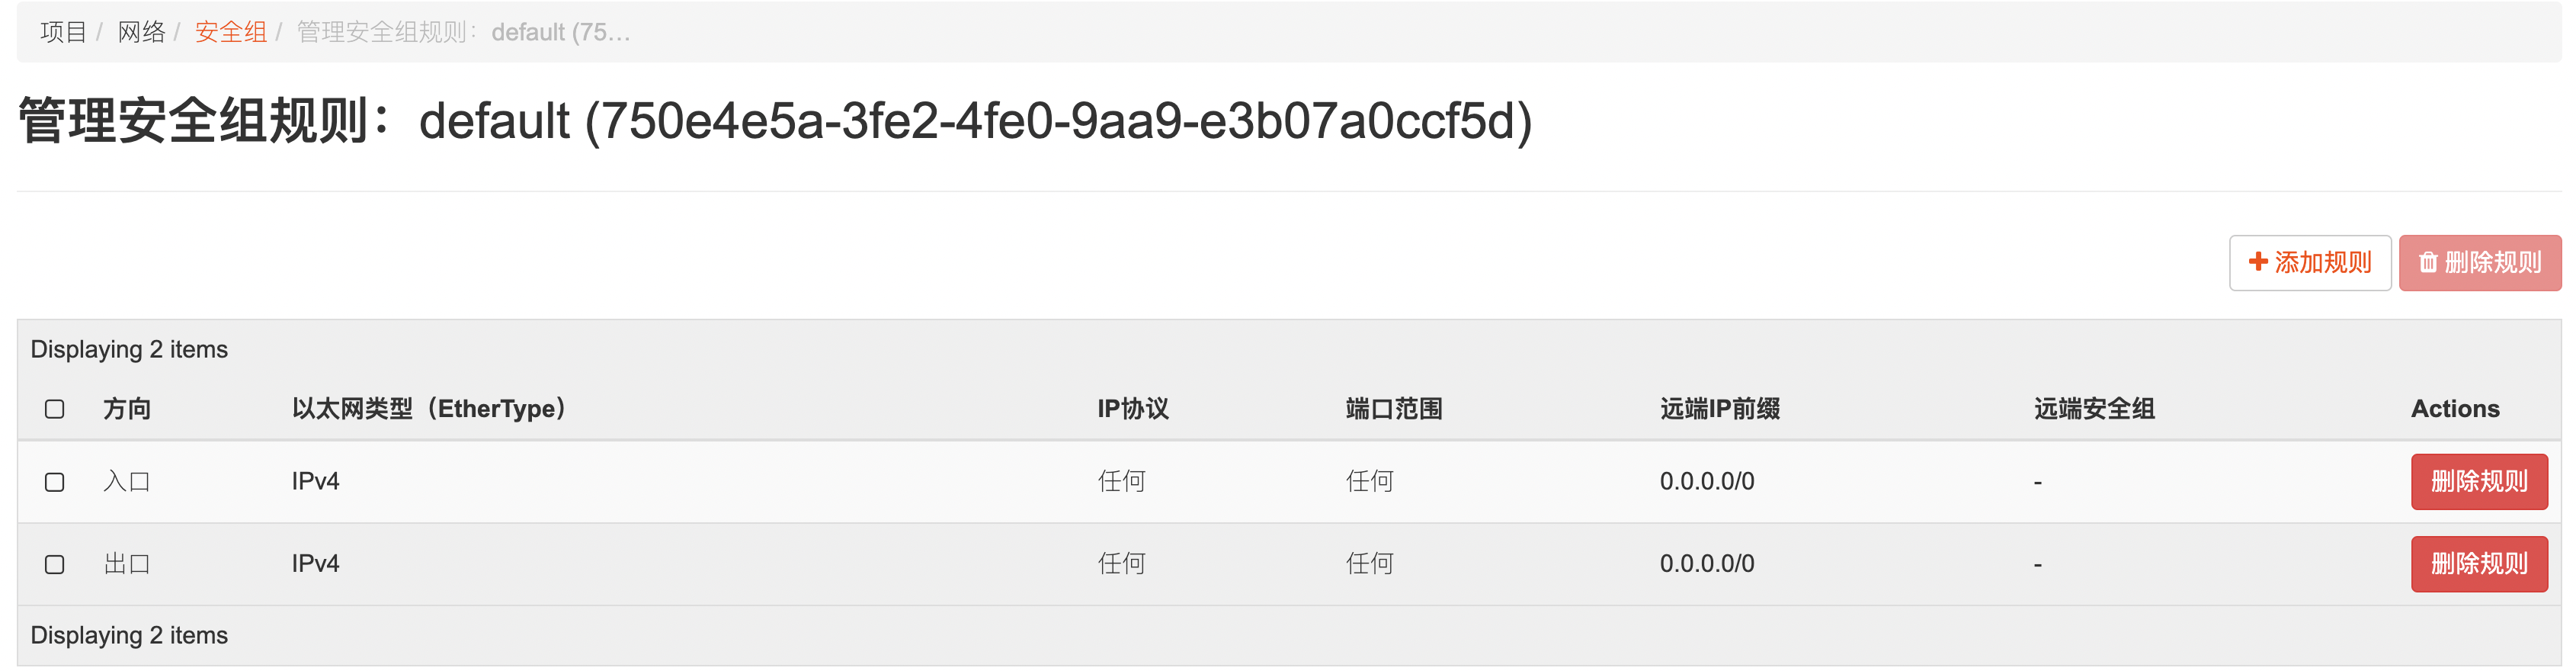 项目 / 网络 / 安全组 / 管理安全组规则：default (75...
管理安全组规则：default (750e4e5a-3fe2-4fe0-9aa9-e3b07a0ccf5d)
添加规则 删除规则
Displaying 2 items
方向 以太网类型（EtherType） IP协议 端口范围 远端IP前缀 远端安全组 Actions
入口 IPv4 任何 任何 0.0.0.0/0 - 删除规则
出口 IPv4 任何 任何 0.0.0.0/0 - 删除规则
Displaying 2 items